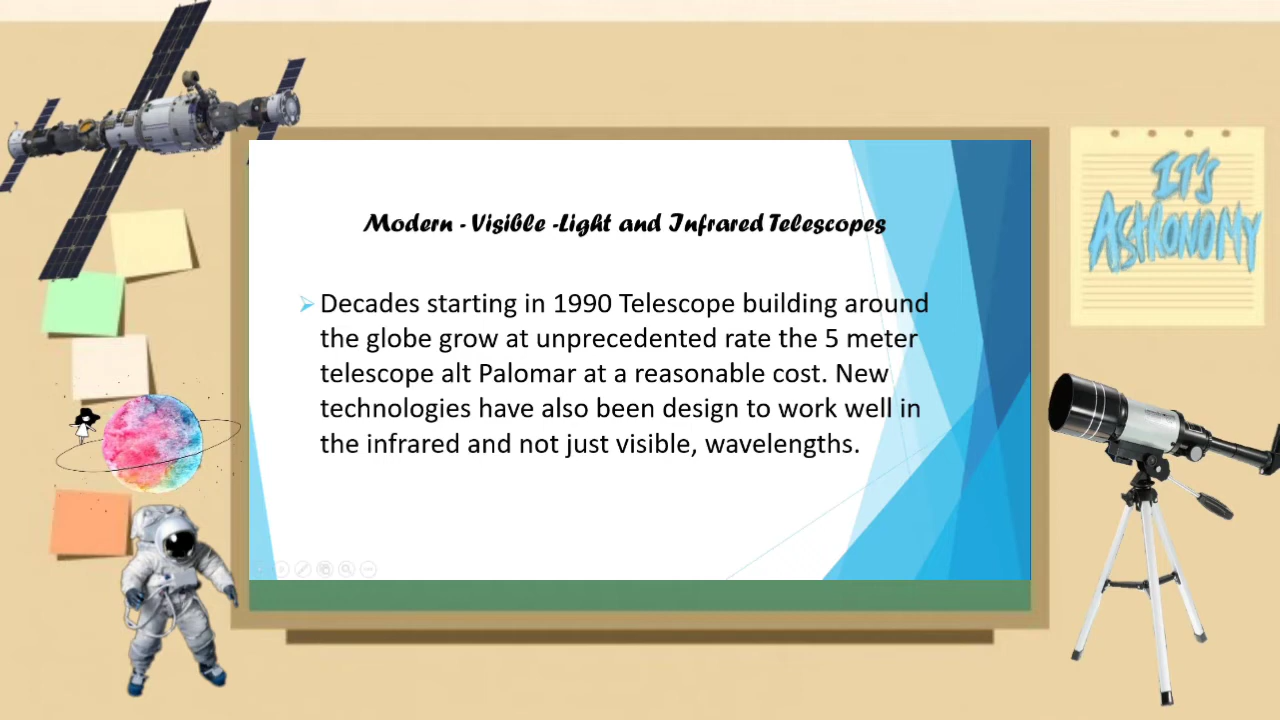 Modern - Visible -Light and Infrared Telescopes
IT'S
ASTRONOMY
Decades starting in 1990 Telescope building around
the globe grow at unprecedented rate the 5 meter
telescope alt Palomar at a reasonable cost. New
technologies have also been design to work well in
the infrared and not just visible, wavelengths.